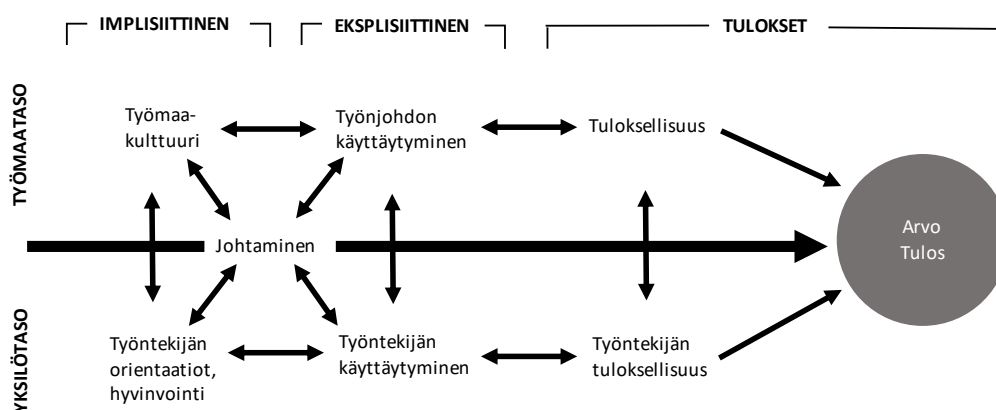 IMPLISIITTINEN
EKSPLISIITTINEN
TULOKSET
TYÖMAATASO
Työmaa-
kulttuuri
Työnjohdon
käyttäytyminen
Tuloksellisuus
Johtaminen
Arvo
Tulos
YKSILÖTASO
Työntekijän
orientaatiot,
hyvinvointi
Työntekijän
käyttäytyminen
Työntekijän
tuloksellisuus